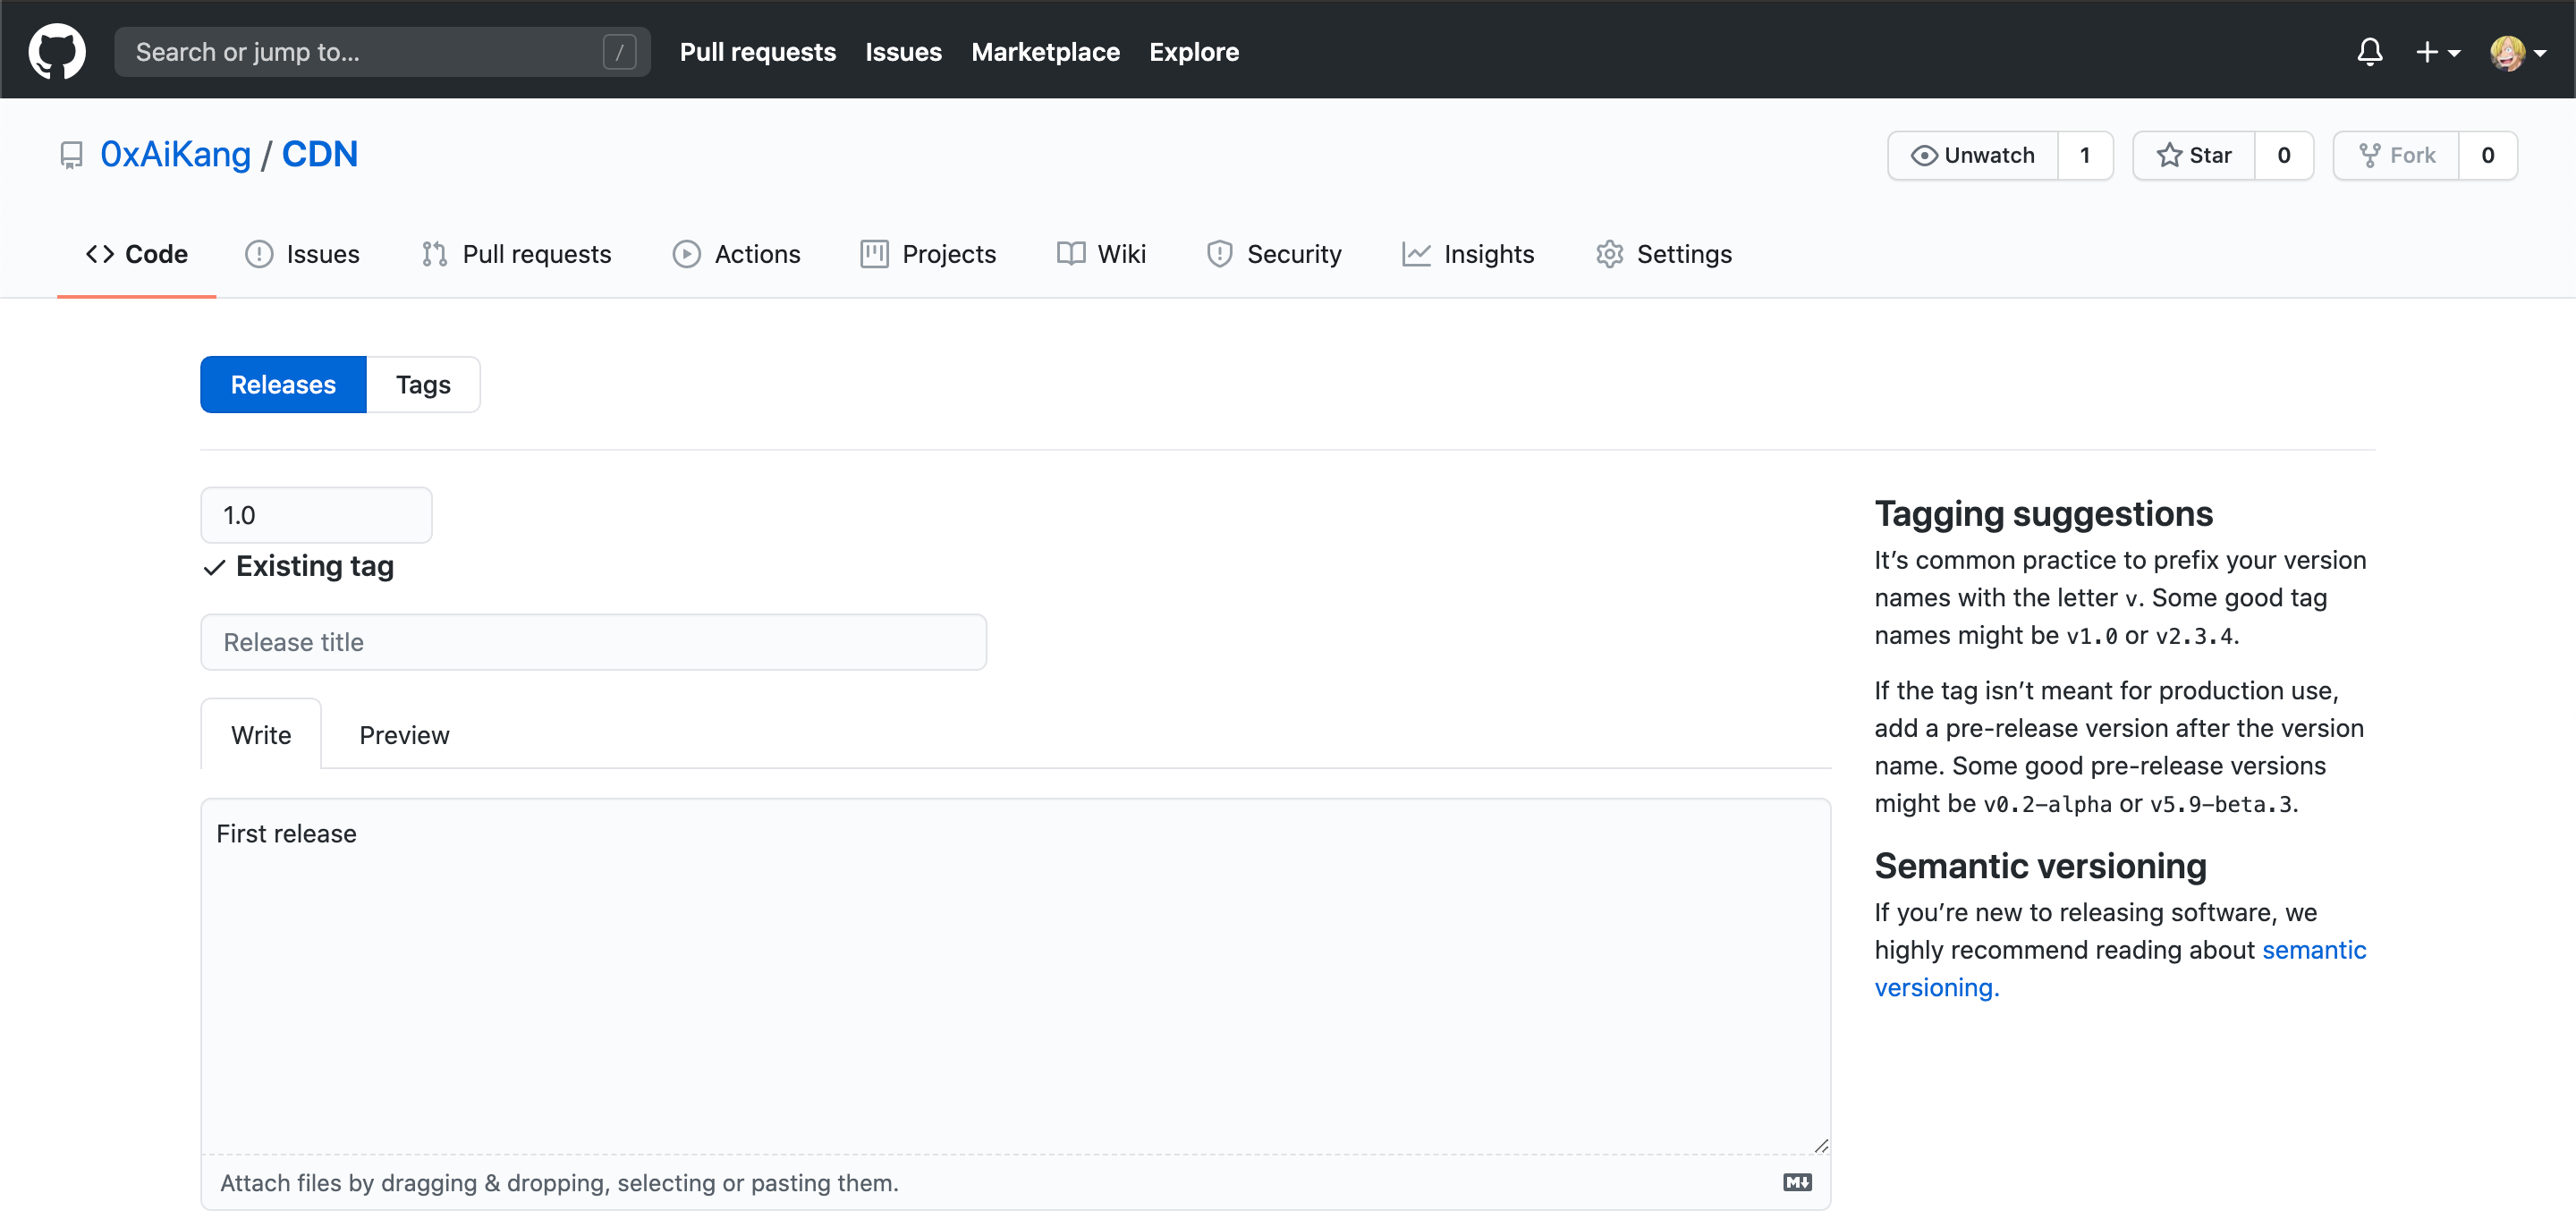 Search or jump to... /
Pull requests Issues Marketplace Explore
0xAiKang / CDN
Unwatch 1 Star 0 Fork 0
Code Issues Pull requests Actions Projects Wiki Security Insights Settings
Releases Tags
1.0
Existing tag
Release title
Write Preview
First release
Attach files by dragging & dropping, selecting or pasting them.
M
Tagging suggestions
It’s common practice to prefix your version
names with the letter v. Some good tag
names might be v1.0 or v2.3.4.
If the tag isn’t meant for production use,
add a pre-release version after the version
name. Some good pre-release versions
might be v0.2-alpha or v5.9-beta.3.
Semantic versioning
If you’re new to releasing software, we
highly recommend reading about semantic
versioning.